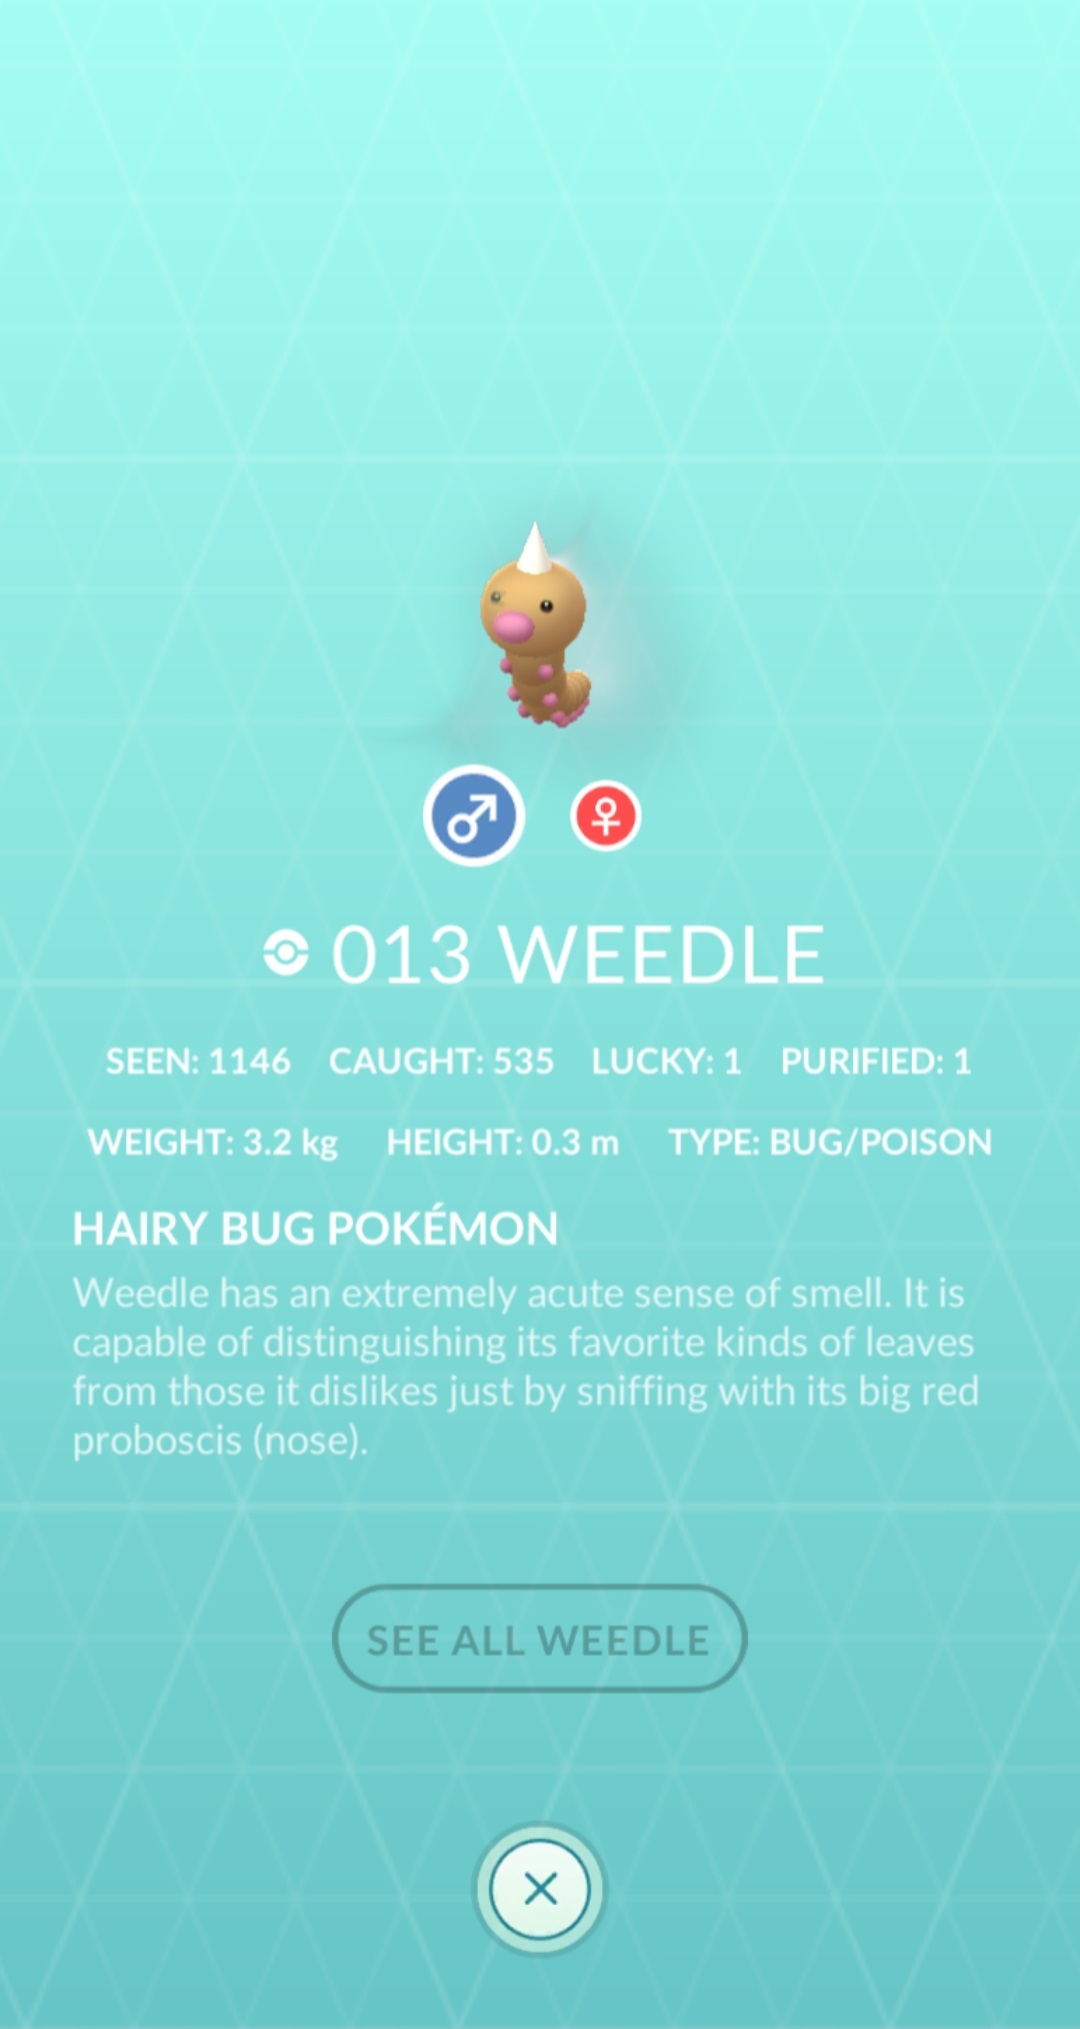 013 WEEDLE
SEEN: 1146 CAUGHT: 535 LUCKY: 1 PURIFIED: 1
WEIGHT: 3.2 kg HEIGHT: 0.3 m TYPE: BUG/POISON
HAIRY BUG POKÉMON
Weedle has an extremely acute sense of smell. It is
capable of distinguishing its favorite kinds of leaves
from those it dislikes just by sniffing with its big red
proboscis (nose).
SEE ALL WEEDLE